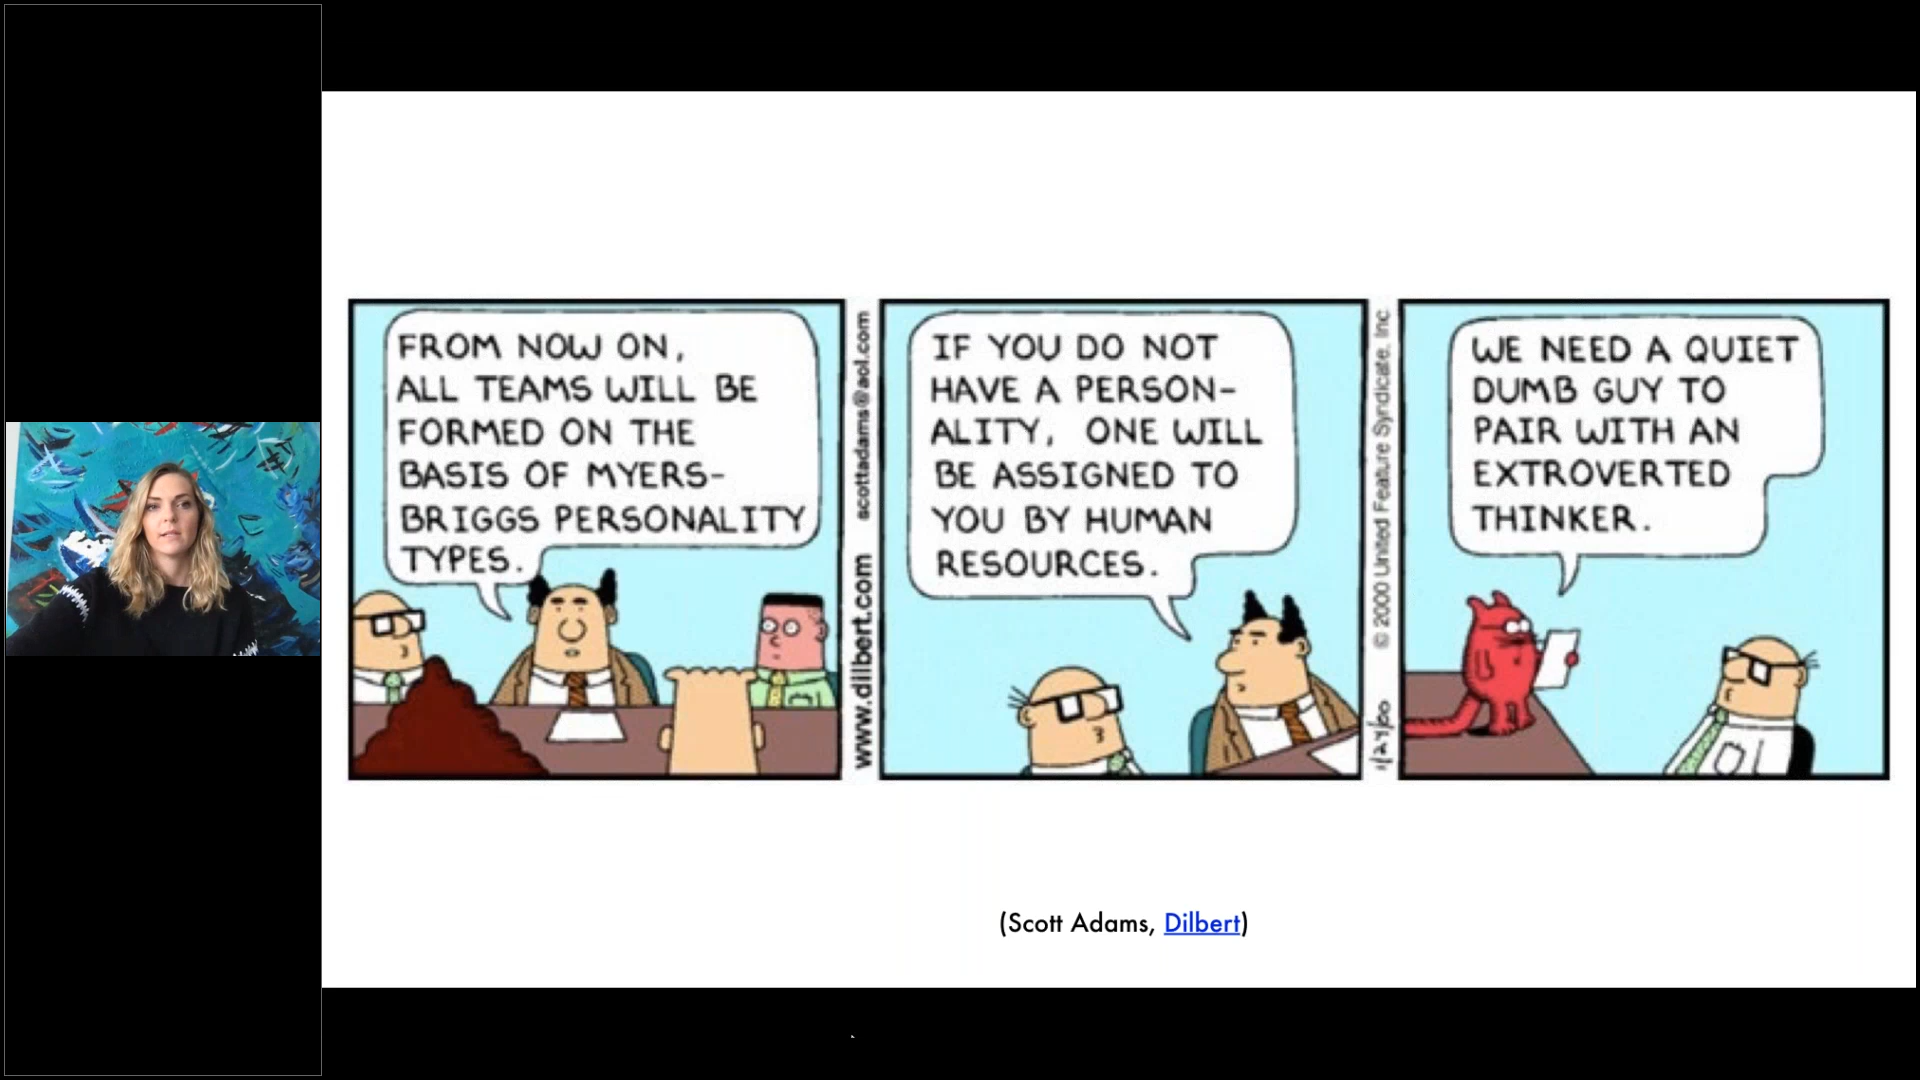 FROM NOW ON,
ALL TEAMS WILL BE
FORMED ON THE
BASIS OF MYERS-
BRIGGS PERSONALITY
TYPES.
www.dilbert.com scottadams@aol.com
IF YOU DO NOT
HAVE A PERSON-
ALITY, ONE WILL
BE ASSIGNED TO
YOU BY HUMAN
RESOURCES.
1/24/00 © 2000 United Feature Syndicate, Inc.
WE NEED A QUIET
DUMB GUY TO
PAIR WITH AN
EXTROVERTED
THINKER.
(Scott Adams, Dilbert)